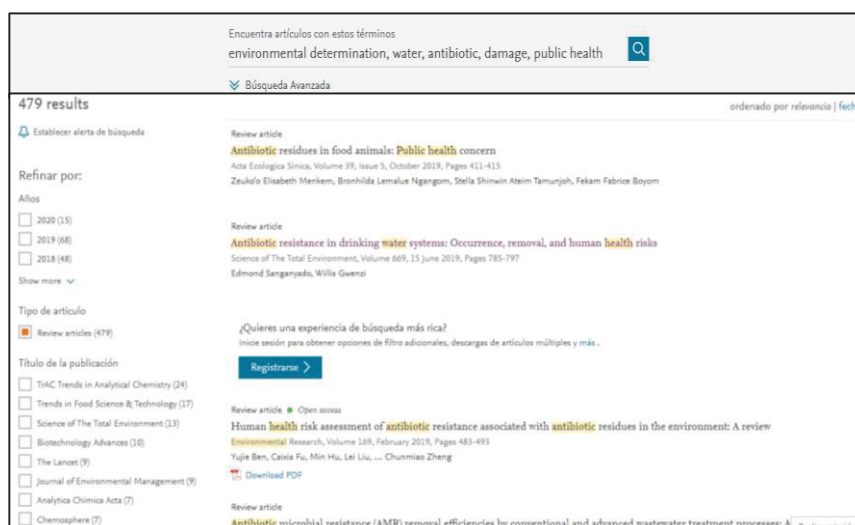 Encuentra artículos con estos términos
environmental determination, water, antibiotic, damage, public health
Búsqueda Avanzada
479 results
Establecer alerta de búsqueda
Refinar por:
Años
2020 (15)
2019 (68)
2018 (48)
Show more
Tipo de artículo
Review articles (479)
Título de la publicación
TrAC Trends in Analytical Chemistry (24)
Trends in Food Science & Technology (17)
Science of The Total Environment (13)
Biotechnology Advances (10)
The Lancet (9)
Journal of Environmental Management (9)
Analytica Chimica Acta (7)
Chemosphere (7)
ordenado por relevancia | fech
Review article
Antibiotic residues in food animals: Public health concern
Acta Ecologica Sinica, Volume 39, Issue 5, October 2019, Pages 411-415
Zeuko'o Elisabeth Menkem, Bronhilda Lemalue Ngangom, Stella Shinwin Ateim Tamunjoh, Fekam Fabrice Boyom
Review article
Antibiotic resistance in drinking water systems: Occurrence, removal, and human health risks
Science of The Total Environment, Volume 669, 15 June 2019, Pages 785-797
Edmond Sanganyado, Willis Gwenzi
¿Quieres una experiencia de búsqueda más rica?
Inicie sesión para obtener opciones de filtro adicionales, descargas de artículos múltiples y más .
Registrarse
Review article Open access
Human health risk assessment of antibiotic resistance associated with antibiotic residues in the environment: A review
Environmental Research, Volume 169, February 2019, Pages 483-493
Yujie Ben, Caixia Fu, Min Hu, Lei Liu, ... Chunmiao Zheng
Download PDF
Review article
Antibiotic microbial resistance (AMR) removal efficiencies by conventional and advanced wastewater treatment processes: A